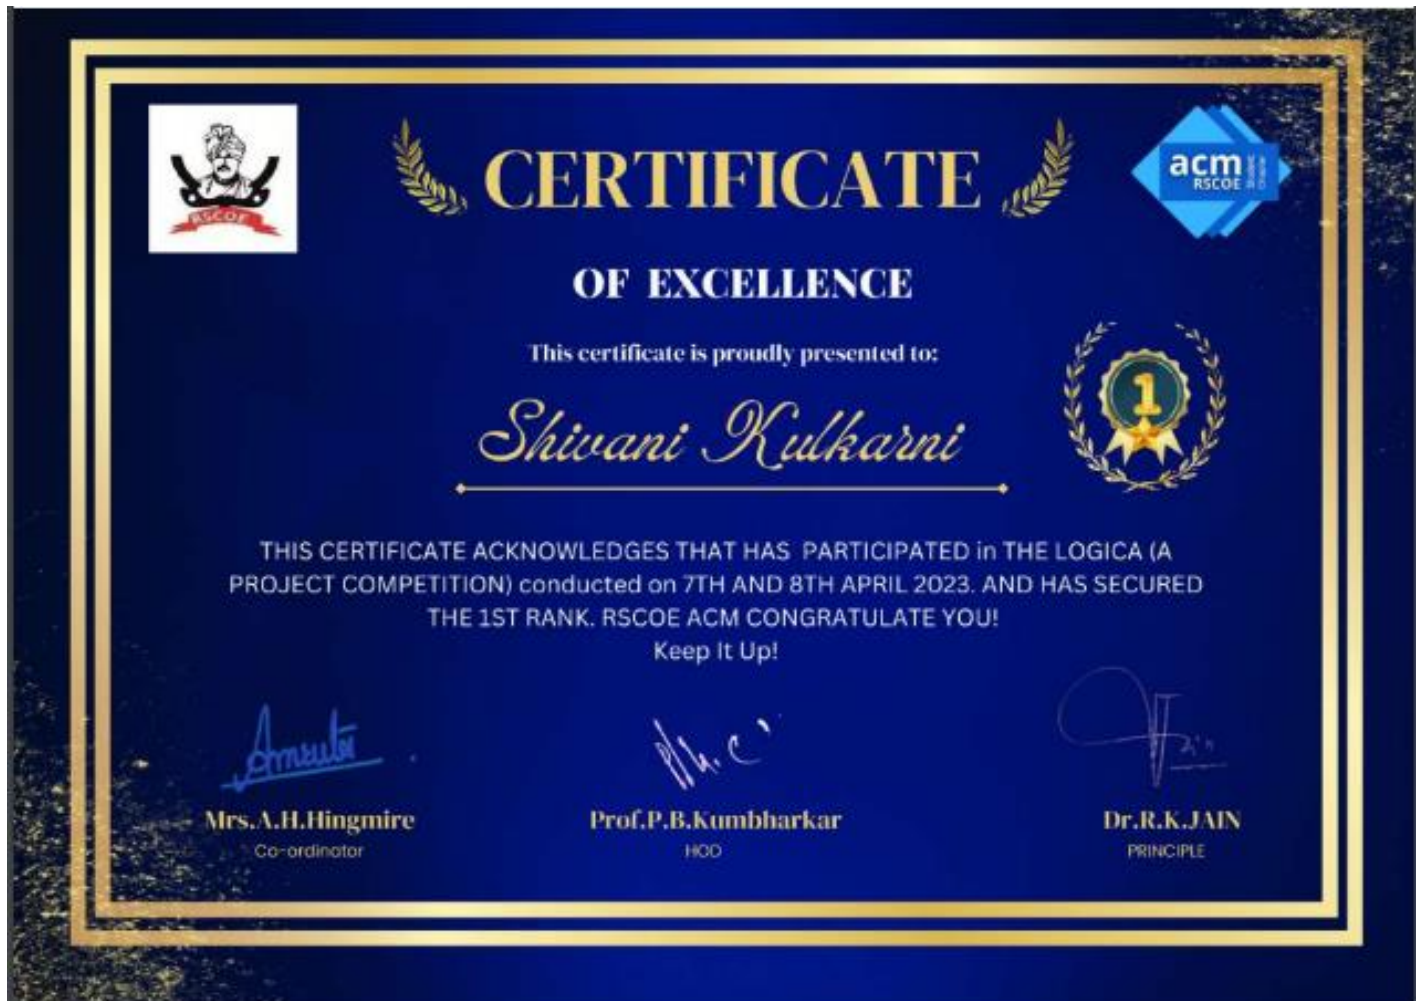 RSCOE
CERTIFICATE
acm
RSCOE
OF EXCELLENCE
This certificate is proudly presented to:
1
Shivani Kulkarni
THIS CERTIFICATE ACKNOWLEDGES THAT HAS PARTICIPATED in THE LOGICA (A
PROJECT COMPETITION) conducted on 7TH AND 8TH APRIL 2023. AND HAS SECURED
THE 1ST RANK. RSCOE ACM CONGRATULATE YOU!
Keep It Up!
Amruta
Mrs.A.H.Hingmire
Prof.P.B.Kumbharkar
Dr.R.K.JAIN
Co-ordinator
HOD
PRINCIPLE